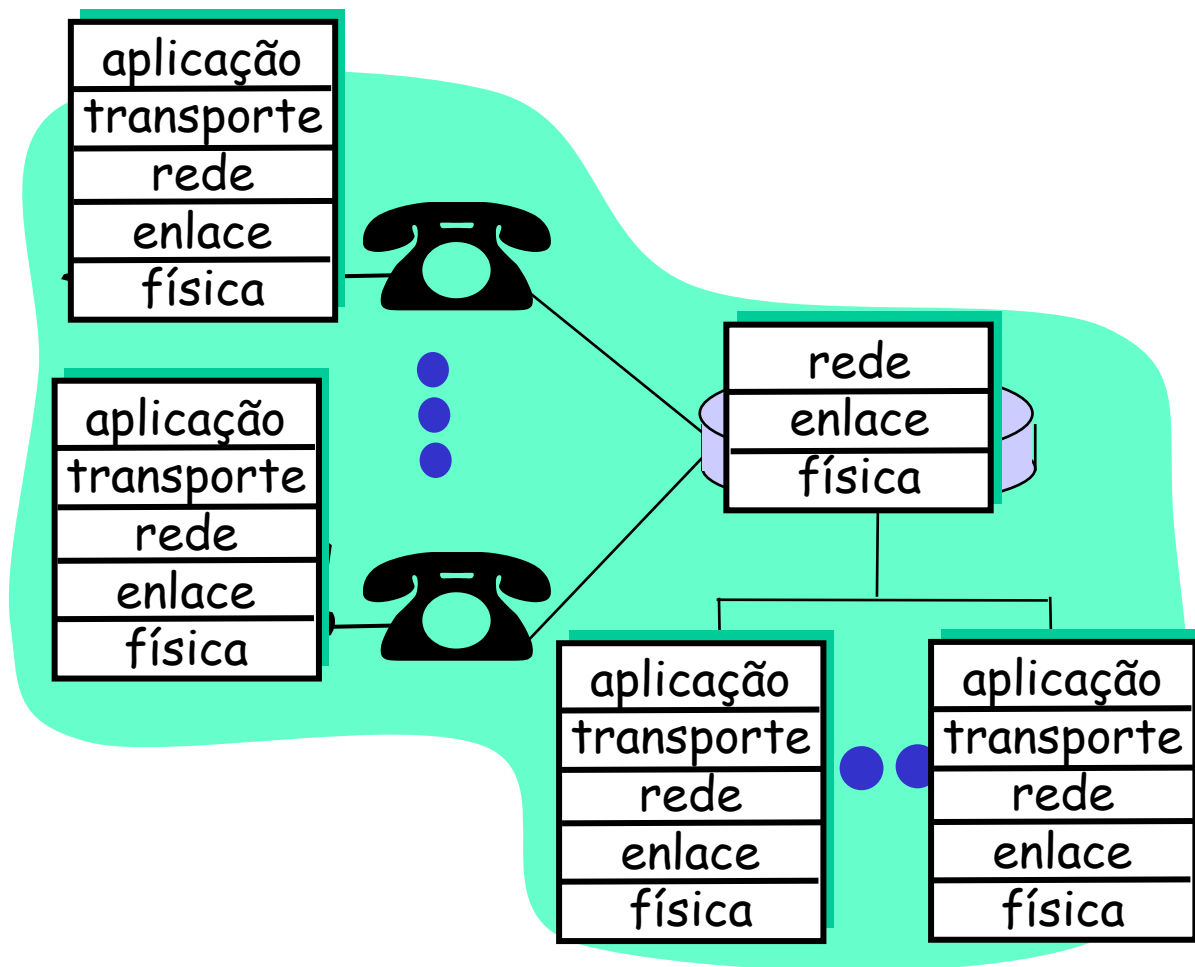 aplicação
transporte
rede
enlace
física
aplicação
transporte
rede
enlace
física
rede
enlace
física
aplicação
transporte
rede
enlace
física
aplicação
transporte
rede
enlace
física